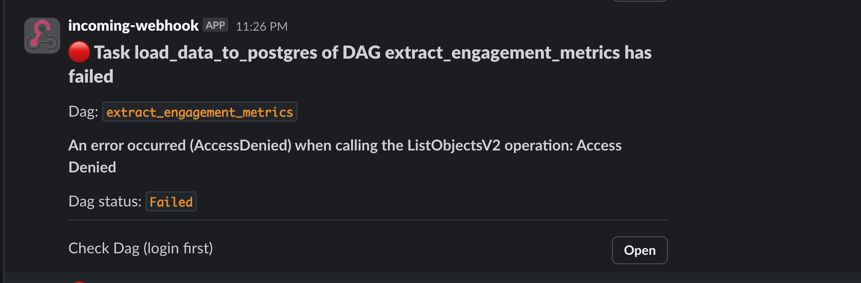 incoming-webhook APP 11:26 PM
Task load_data_to_postgres of DAG extract_engagement_metrics has
failed
Dag: extract_engagement_metrics
An error occurred (AccessDenied) when calling the ListObjectsV2 operation: Access
Denied
Dag status: Failed
Check Dag (login first)
Open